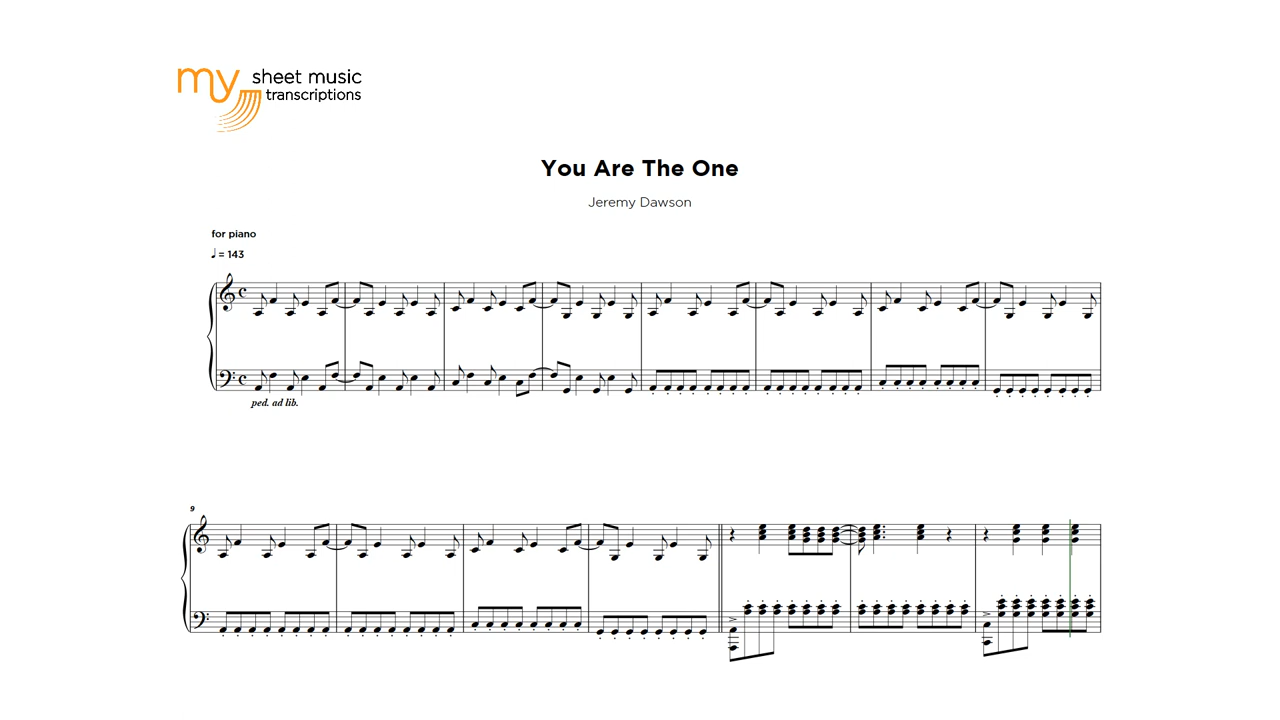 my sheet music
transcriptions
You Are The One
Jeremy Dawson
for piano
♩ = 143
ped. ad lib.
9